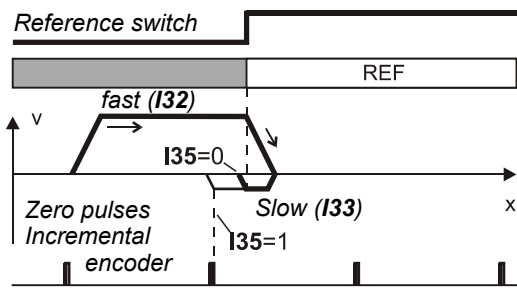 Reference switch
REF
fast (I32)
v
I35=0
x
Slow (I33)
Zero pulses
Incremental
encoder
I35=1